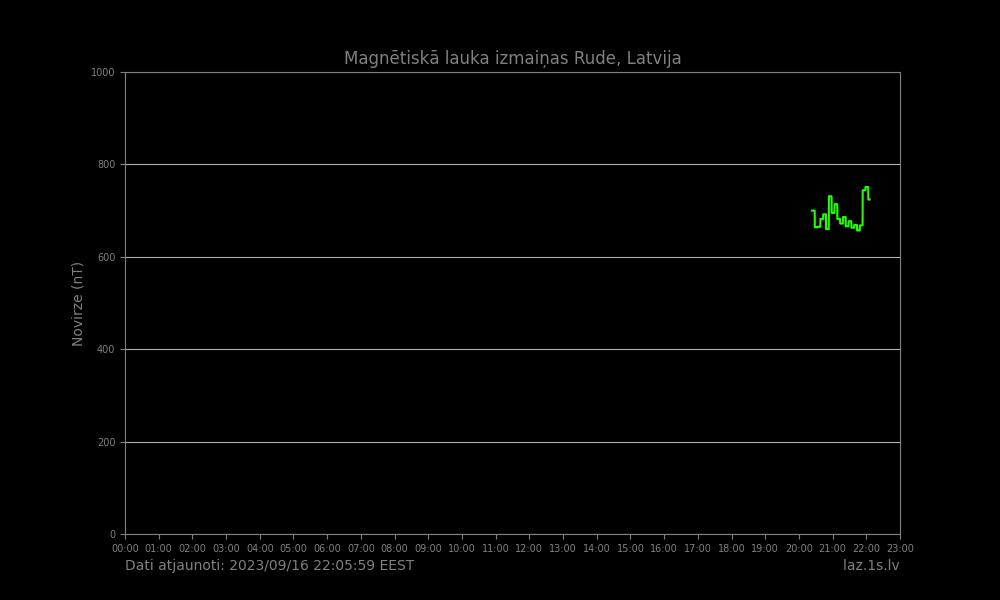 Magnētiskā lauka izmaiņas Rude, Latvija
1000
800
600
400
200
0
Novirze (nT)
00:00 01:00 02:00 03:00 04:00 05:00 06:00 07:00 08:00 09:00 10:00 11:00 12:00 13:00 14:00 15:00 16:00 17:00 18:00 19:00 20:00 21:00 22:00 23:00
Dati atjaunoti: 2023/09/16 22:05:59 EEST laz.1s.lv